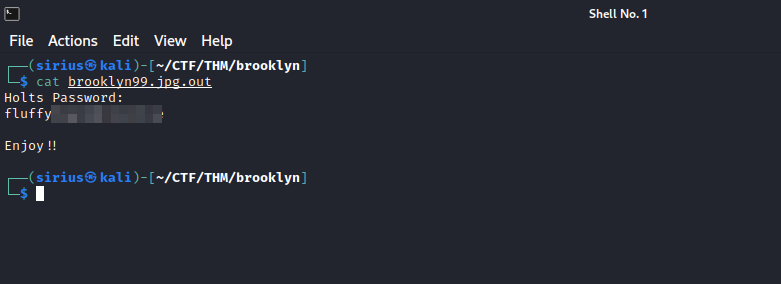 Shell No. 1
File Actions Edit View Help
┌──(sirius㉿kali)-[~/CTF/THM/brooklyn]
└─$ cat brooklyn99.jpg.out
Holts Password:
fluffy
Enjoy!!
┌──(sirius㉿kali)-[~/CTF/THM/brooklyn]
└─$